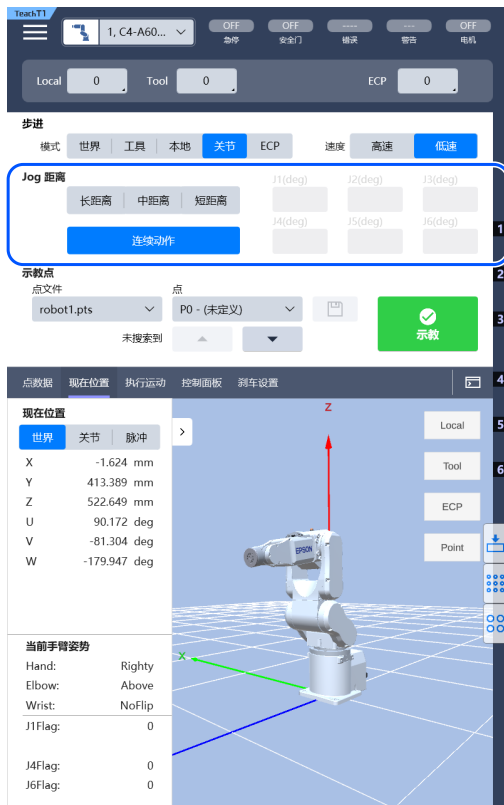 TeachT1
1, C4-A60...
OFF OFF ---- --- OFF
急停 安全门 错误 警告 电机
Local 0 Tool 0 ECP 0
步进
模式 世界 工具 本地 关节 ECP 速度 高速 低速
Jog 距离 J1(deg) J2(deg) J3(deg)
长距离 中距离 短距离
J4(deg) J5(deg) J6(deg)
连续动作
1
示教点
2
点文件 点
robot1.pts P0 - (未定义)
示教
3
未搜索到
点数据 现在位置 执行运动 控制面板 刹车设置
4
现在位置
世界 关节 脉冲
Z
Local
5
X -1.624 mm
Y 413.389 mm
Z 522.649 mm
U 90.172 deg
V -81.304 deg
W -179.947 deg
Tool
6
ECP
Point
EPSON
X
当前手臂姿势
Hand: Righty
Elbow: Above
Wrist: NoFlip
J1Flag: 0
J4Flag: 0
J6Flag: 0